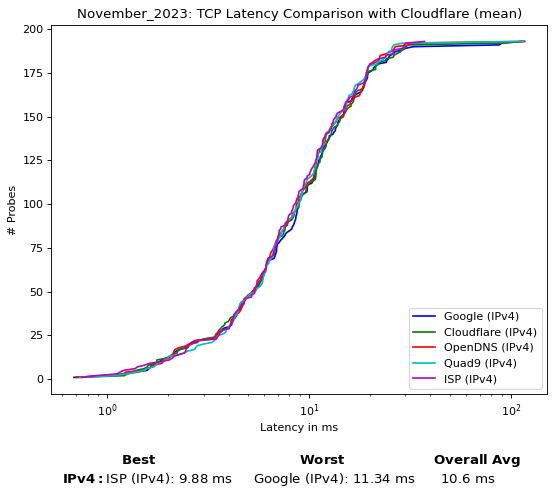 November_2023: TCP Latency Comparison with Cloudflare (mean)
200
175
150
125
100
75
50
25
0
# Probes
Google (IPv4)
Cloudflare (IPv4)
OpenDNS (IPv4)
Quad9 (IPv4)
ISP (IPv4)
10⁰ 10¹ 10²
Latency in ms
Best Worst Overall Avg
IPv4: ISP (IPv4): 9.88 ms Google (IPv4): 11.34 ms 10.6 ms